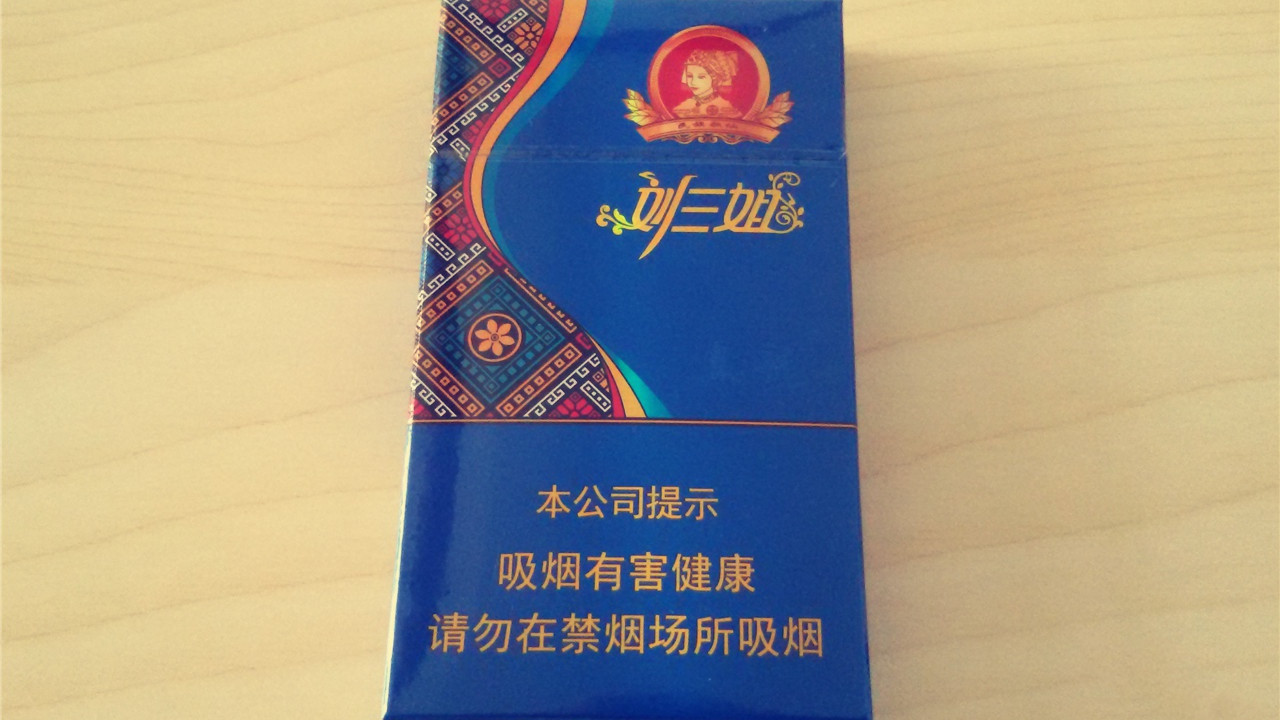 刘三姐
本公司提示
吸烟有害健康
请勿在禁烟场所吸烟